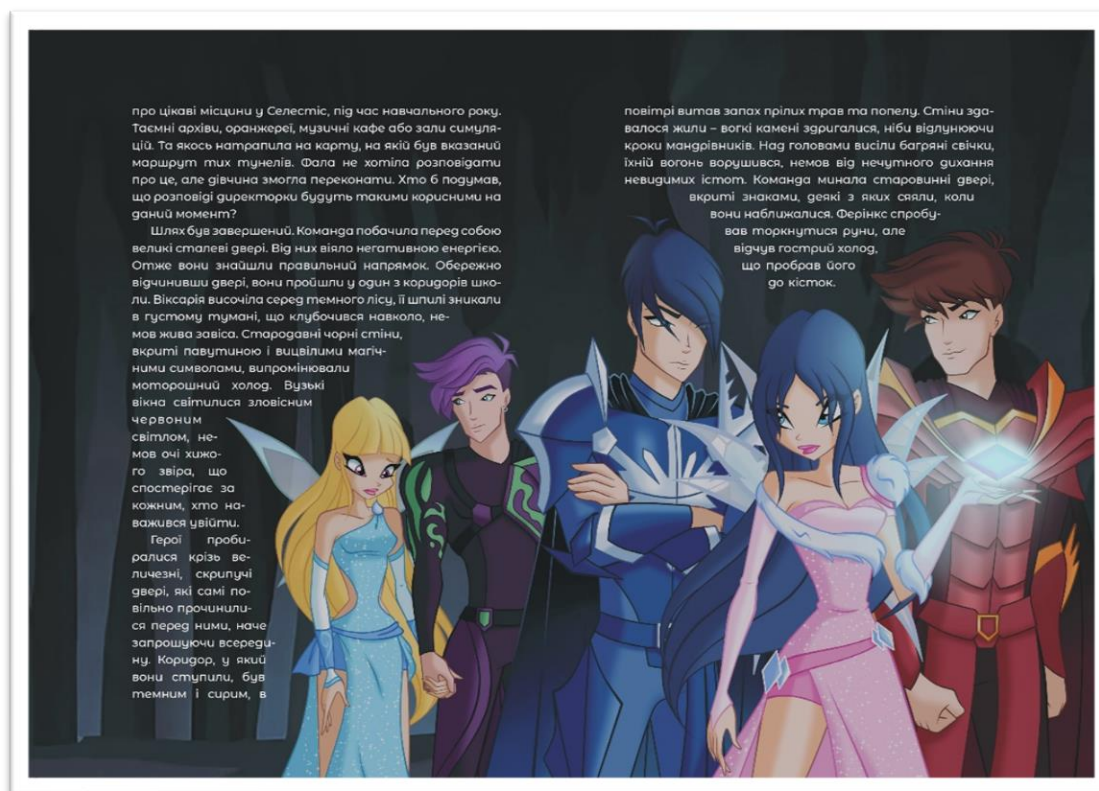 про цікаві місцини у Селестіс, під час навчального року.
Таємні архіви, оранжереї, музичні кафе або зали симуля-
цій. Та якось натрапила на карту, на якій був вказаний
маршрут тих тунелів. Фала не хотіла розповідати
про це, але дівчина змогла переконати. Хто б подумав,
що розповіді директорки будуть такими корисними на
даний момент?
Шлях був завершений. Команда побачила перед собою
великі сталеві двері. Від них віяло негативною енергією.
Отже вони знайшли правильний напрямок. Обережно
відчинивши двері, вони пройшли у один з коридорів шко-
ли. Віксарія височіла серед темного лісу, її шпилі зникали
в густому тумані, що клубочився навколо, не-
мов жива завіса. Стародавні чорні стіни,
вкриті павутиною і вицвілими магіч-
ними символами, випромінювали
моторошний холод. Вузькі
вікна світилися зловісним
червоним
світлом, не-
мов очі хижо-
го звіра, що
спостерігає за
кожним, хто на-
важився увійти.
Герої проби-
ралися крізь ве-
личезні, скрипучі
двері, які самі по-
вільно прочинили-
ся перед ними, наче
запрошуючи всереди-
ну. Коридор, у який
вони ступили, був
темним і сирим, в
повітрі витав запах прілих трав та попелу. Стіни зда-
валося жили – вогкі камені здригалися, ніби відлунюючи
кроки мандрівників. Над головами висіли багряні свічки,
їхній вогонь ворушився, немов від нечутного дихання
невидимих істот. Команда минала старовинні двері,
вкриті знаками, деякі з яких сяяли, коли
вони наближалися. Ферінкс спробу-
вав торкнутися руни, але
відчув гострий холод,
що пробрав його
до кісток.